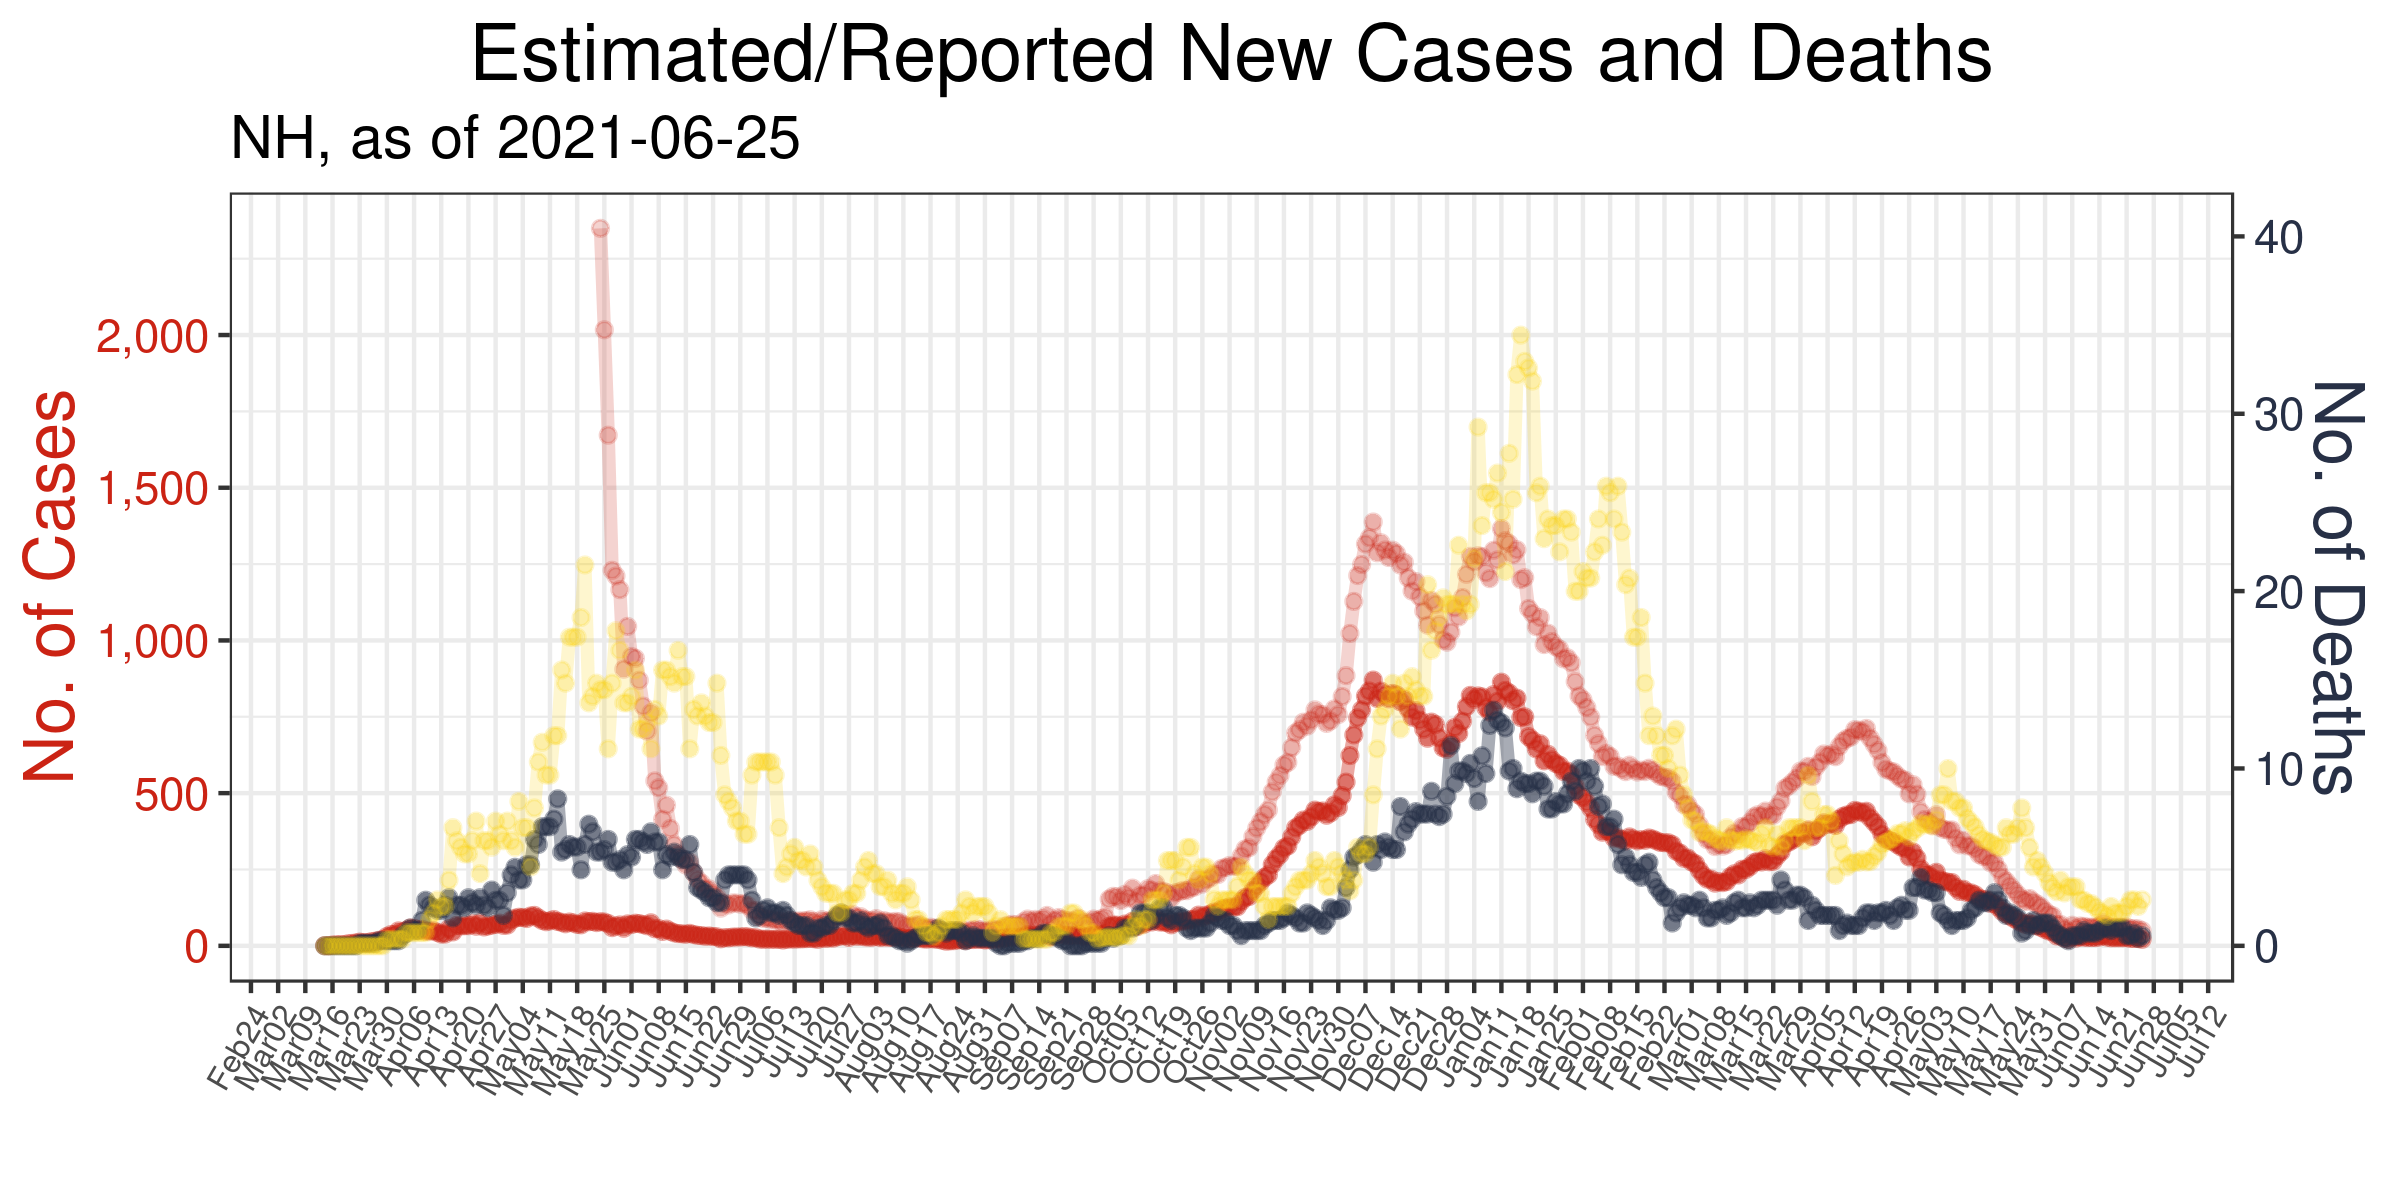 Estimated/Reported New Cases and Deaths
NH, as of 2021-06-25
No. of Cases
2,000
1,500
1,000
500
0
40
30
20
10
0
No. of Deaths
Feb24
Mar02
Mar09
Mar16
Mar23
Mar30
Apr06
Apr13
Apr20
Apr27
May04
May11
May18
May25
Jun01
Jun08
Jun15
Jun22
Jun29
Jul06
Jul13
Jul20
Jul27
Aug03
Aug10
Aug17
Aug24
Aug31
Sep07
Sep14
Sep21
Sep28
Oct05
Oct12
Oct19
Oct26
Nov02
Nov09
Nov16
Nov23
Nov30
Dec07
Dec14
Dec21
Dec28
Jan04
Jan11
Jan18
Jan25
Feb01
Feb08
Feb15
Feb22
Mar01
Mar08
Mar15
Mar22
Mar29
Apr05
Apr12
Apr19
Apr26
May03
May10
May17
May24
May31
Jun07
Jun14
Jun21
Jun28
Jul05
Jul12